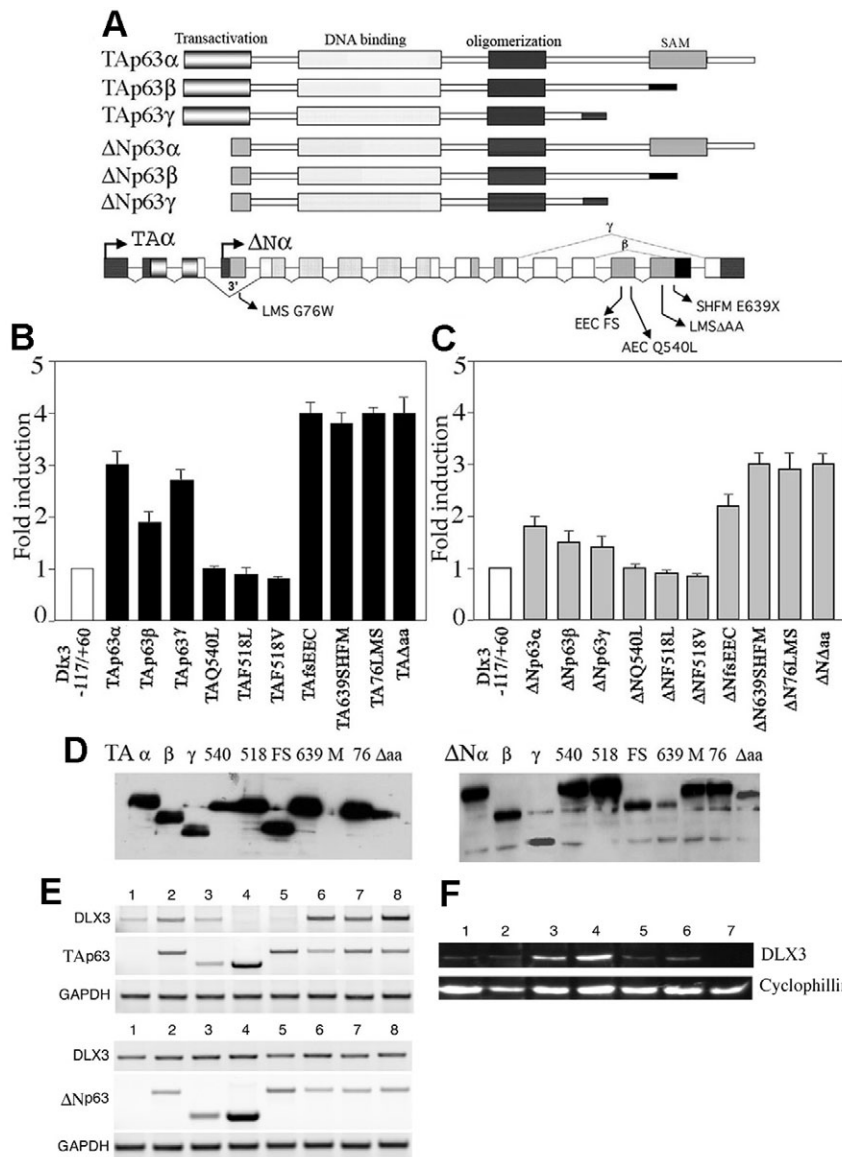 A
Transactivation DNA binding oligomerization SAM
TAp63α
TAp63β
TAp63γ
ΔNp63α
ΔNp63β
ΔNp63γ
TAα ΔNα γ
β
3'
LMS G76W
SHFM E639X
EEC FS LMSΔAA
AEC Q540L
B
Fold induction
5
4
3
2
1
0
Dlx3 -117/+60
TAp63α
TAp63β
TAp63γ
TAQ540L
TAF518L
TAF518V
TAfsEEC
TA639SHFM
TA76LMS
TAΔaa
C
Fold induction
5
4
3
2
1
0
Dlx3 -117/+60
ΔNp63α
ΔNp63β
ΔNp63γ
ΔNQ540L
ΔNF518L
ΔNF518V
ΔNfsEEC
ΔN639SHFM
ΔN76LMS
ΔNΔaa
D
TA α β γ 540 518 FS 639 M 76 Δaa
ΔNα β γ 540 518 FS 639 M 76 Δaa
E
1 2 3 4 5 6 7 8
DLX3
TAp63
GAPDH
1 2 3 4 5 6 7 8
DLX3
ΔNp63
GAPDH
F
1 2 3 4 5 6 7
DLX3
Cyclophillin